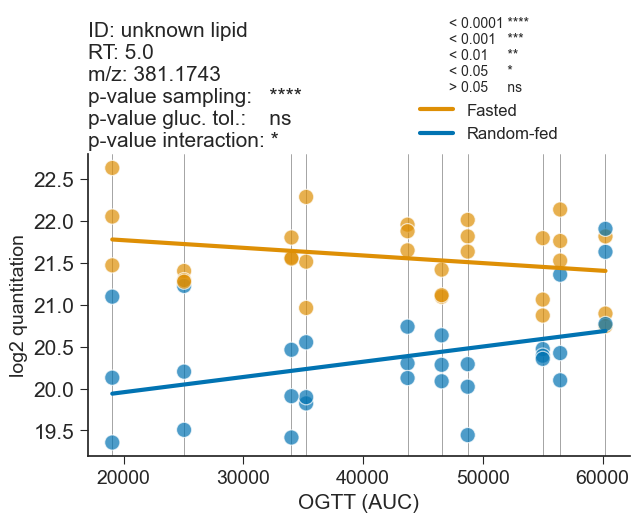 ID: unknown lipid
RT: 5.0
m/z: 381.1743
p-value sampling: ****
p-value gluc. tol.: ns
p-value interaction: *
< 0.0001 ****
< 0.001 ***
< 0.01 **
< 0.05 *
> 0.05 ns
Fasted
Random-fed
log2 quantitation
22.5
22.0
21.5
21.0
20.5
20.0
19.5
20000 30000 40000 50000 60000
OGTT (AUC)